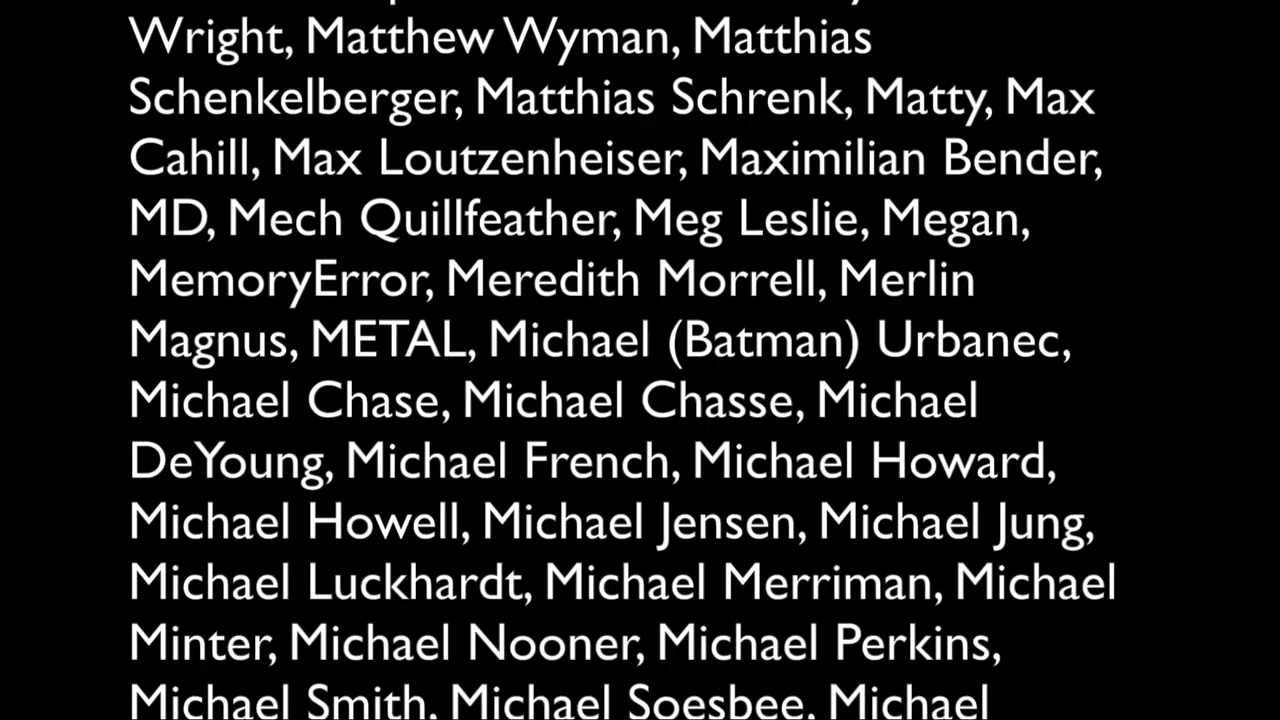 Wright, Matthew Wyman, Matthias
Schenkelberger, Matthias Schrenk, Matty, Max
Cahill, Max Loutzenheiser, Maximilian Bender,
MD, Mech Quillfeather, Meg Leslie, Megan,
MemoryError, Meredith Morrell, Merlin
Magnus, METAL, Michael (Batman) Urbanec,
Michael Chase, Michael Chasse, Michael
DeYoung, Michael French, Michael Howard,
Michael Howell, Michael Jensen, Michael Jung,
Michael Luckhardt, Michael Merriman, Michael
Minter, Michael Nooner, Michael Perkins,
Michael Smith, Michael Soesbee, Michael